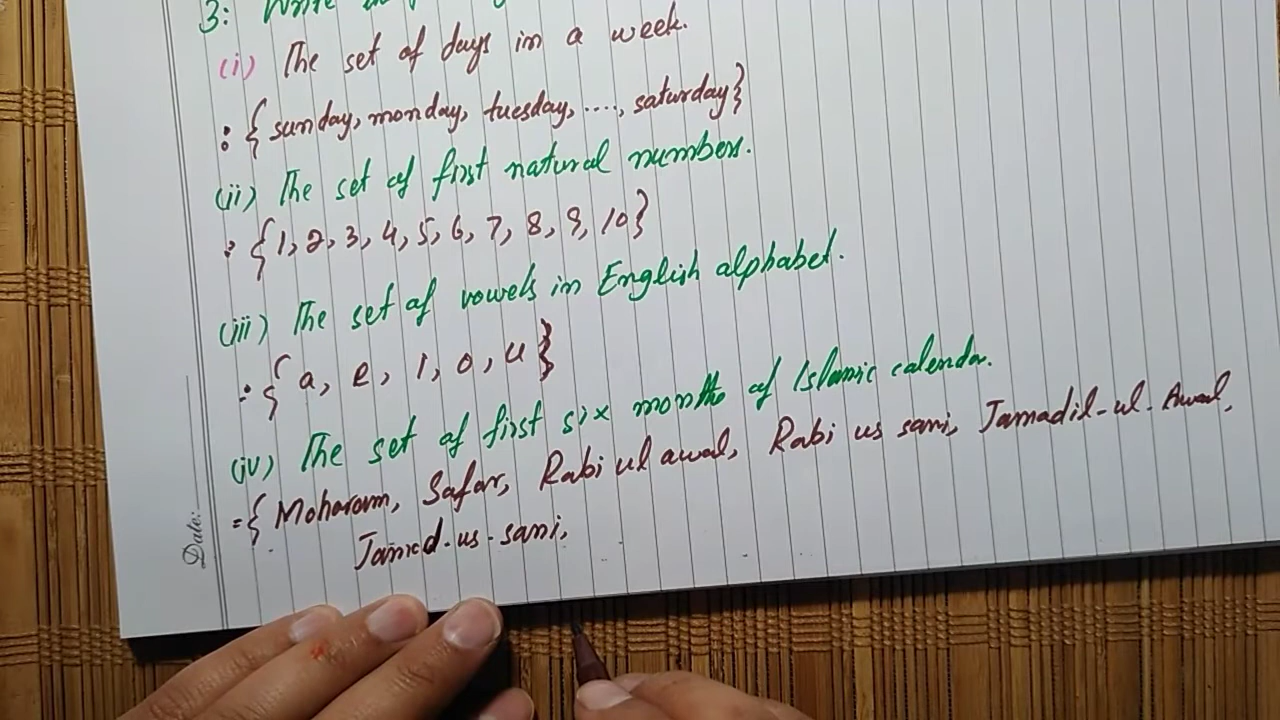 3: Write in
(i) The set of days in a week.
: { sunday, monday, tuesday, ...., saturday}
(ii) The set of first natural numbers.
: {1, 2, 3, 4, 5, 6, 7, 8, 9, 10}
(iii) The set of vowels in English alphabet.
: { a, e, i, o, u }
(iv) The set of first six months of Islamic calendar.
={ Moharam, Safar, Rabi ul awal, Rabi us sani, Jamadil-ul-Awal,
Jamad-us-sani,
Date: